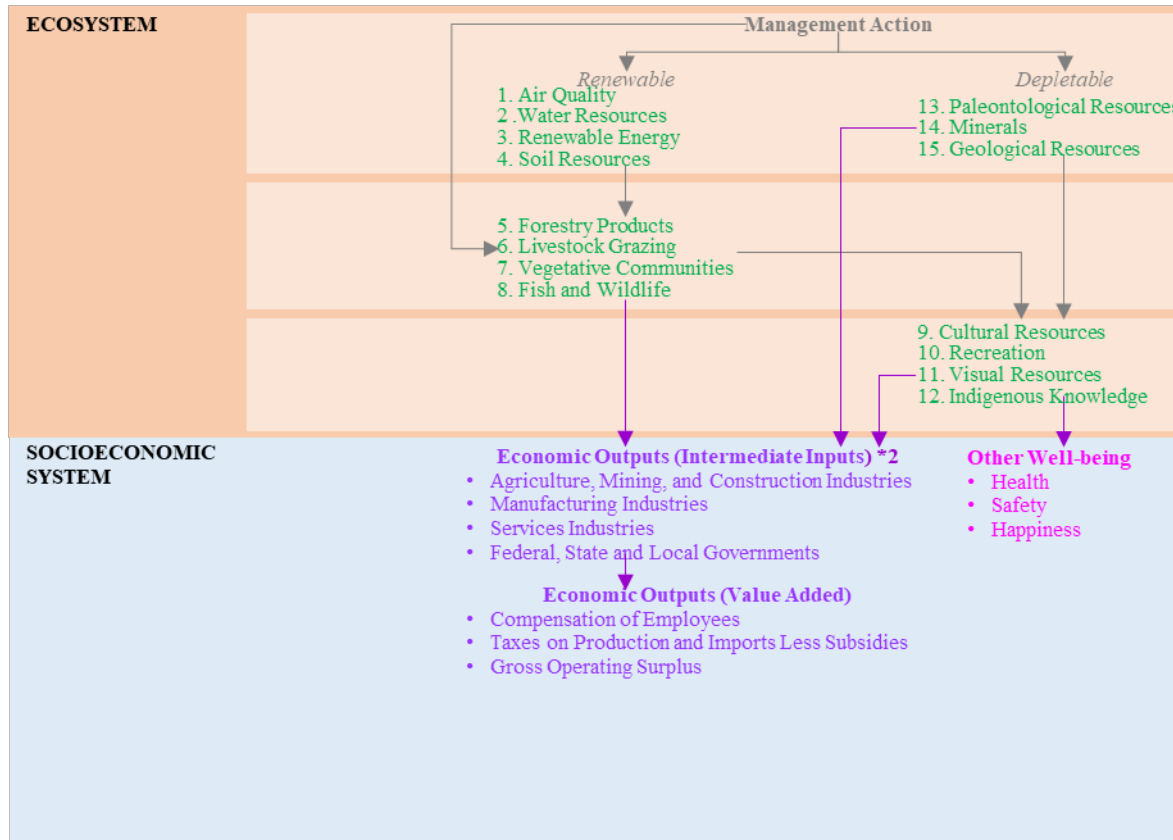 ECOSYSTEM
Management Action
Renewable
Depletable
1. Air Quality
2 .Water Resources
3. Renewable Energy
4. Soil Resources
13. Paleontological Resources
14. Minerals
15. Geological Resources
5. Forestry Products
6. Livestock Grazing
7. Vegetative Communities
8. Fish and Wildlife
9. Cultural Resources
10. Recreation
11. Visual Resources
12. Indigenous Knowledge
SOCIOECONOMIC
SYSTEM
Economic Outputs (Intermediate Inputs) *2
• Agriculture, Mining, and Construction Industries
• Manufacturing Industries
• Services Industries
• Federal, State and Local Governments
Other Well-being
• Health
• Safety
• Happiness
Economic Outputs (Value Added)
• Compensation of Employees
• Taxes on Production and Imports Less Subsidies
• Gross Operating Surplus